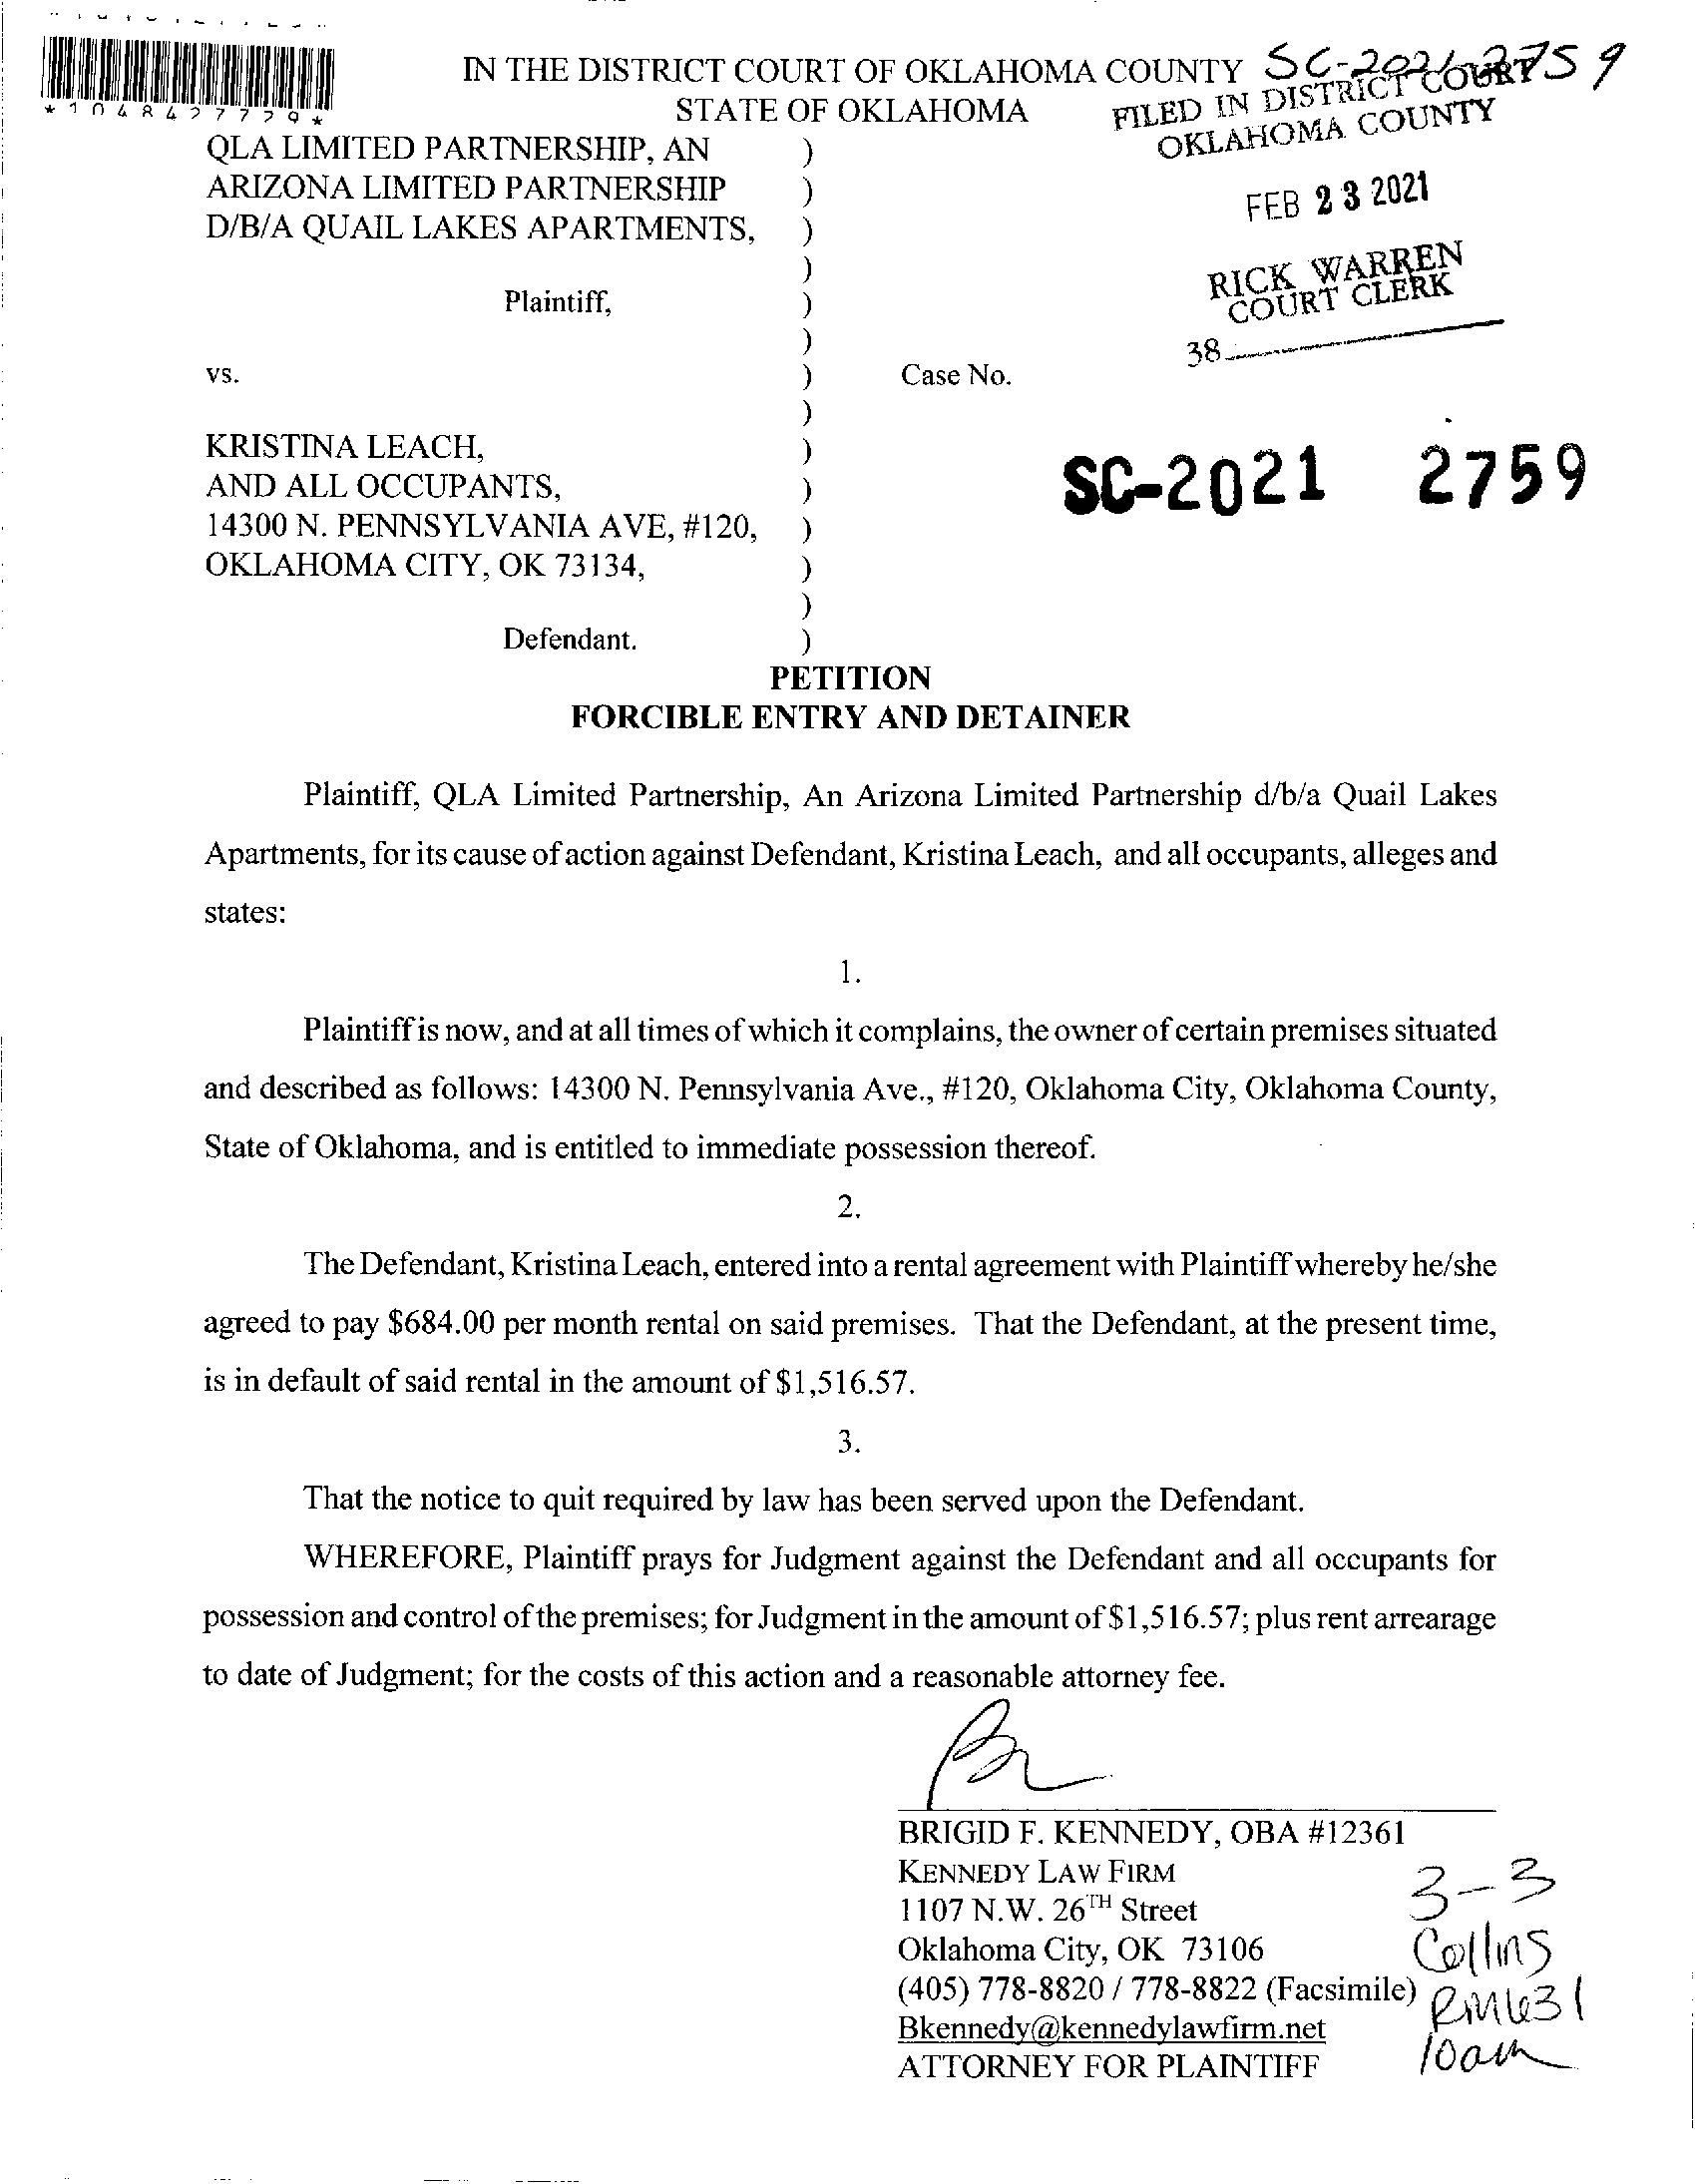 IN THE DISTRICT COURT OF OKLAHOMA COUNTY SC-2021-2759
STATE OF OKLAHOMA
FILED IN DISTRICT COURT
OKLAHOMA COUNTY
FEB 23 2021
RICK WARREN
COURT CLERK
38
*1048427729*
QLA LIMITED PARTNERSHIP, AN )
ARIZONA LIMITED PARTNERSHIP )
D/B/A QUAIL LAKES APARTMENTS, )
)
Plaintiff, )
)
vs. ) Case No.
)
KRISTINA LEACH, )
AND ALL OCCUPANTS, ) SC-2021 2759
14300 N. PENNSYLVANIA AVE, #120, )
OKLAHOMA CITY, OK 73134, )
)
Defendant. )
PETITION
FORCIBLE ENTRY AND DETAINER
Plaintiff, QLA Limited Partnership, An Arizona Limited Partnership d/b/a Quail Lakes
Apartments, for its cause of action against Defendant, Kristina Leach, and all occupants, alleges and
states:
1.
Plaintiff is now, and at all times of which it complains, the owner of certain premises situated
and described as follows: 14300 N. Pennsylvania Ave., #120, Oklahoma City, Oklahoma County,
State of Oklahoma, and is entitled to immediate possession thereof.
2.
The Defendant, Kristina Leach, entered into a rental agreement with Plaintiff whereby he/she
agreed to pay $684.00 per month rental on said premises. That the Defendant, at the present time,
is in default of said rental in the amount of $1,516.57.
3.
That the notice to quit required by law has been served upon the Defendant.
WHEREFORE, Plaintiff prays for Judgment against the Defendant and all occupants for
possession and control of the premises; for Judgment in the amount of $1,516.57; plus rent arrearage
to date of Judgment; for the costs of this action and a reasonable attorney fee.
BRIGID F. KENNEDY, OBA #12361
KENNEDY LAW FIRM
1107 N.W. 26TH Street
Oklahoma City, OK 73106
(405) 778-8820 / 778-8822 (Facsimile)
Bkennedy@kennedylawfirm.net
ATTORNEY FOR PLAINTIFF
3-3
Collins
Rm631
10am